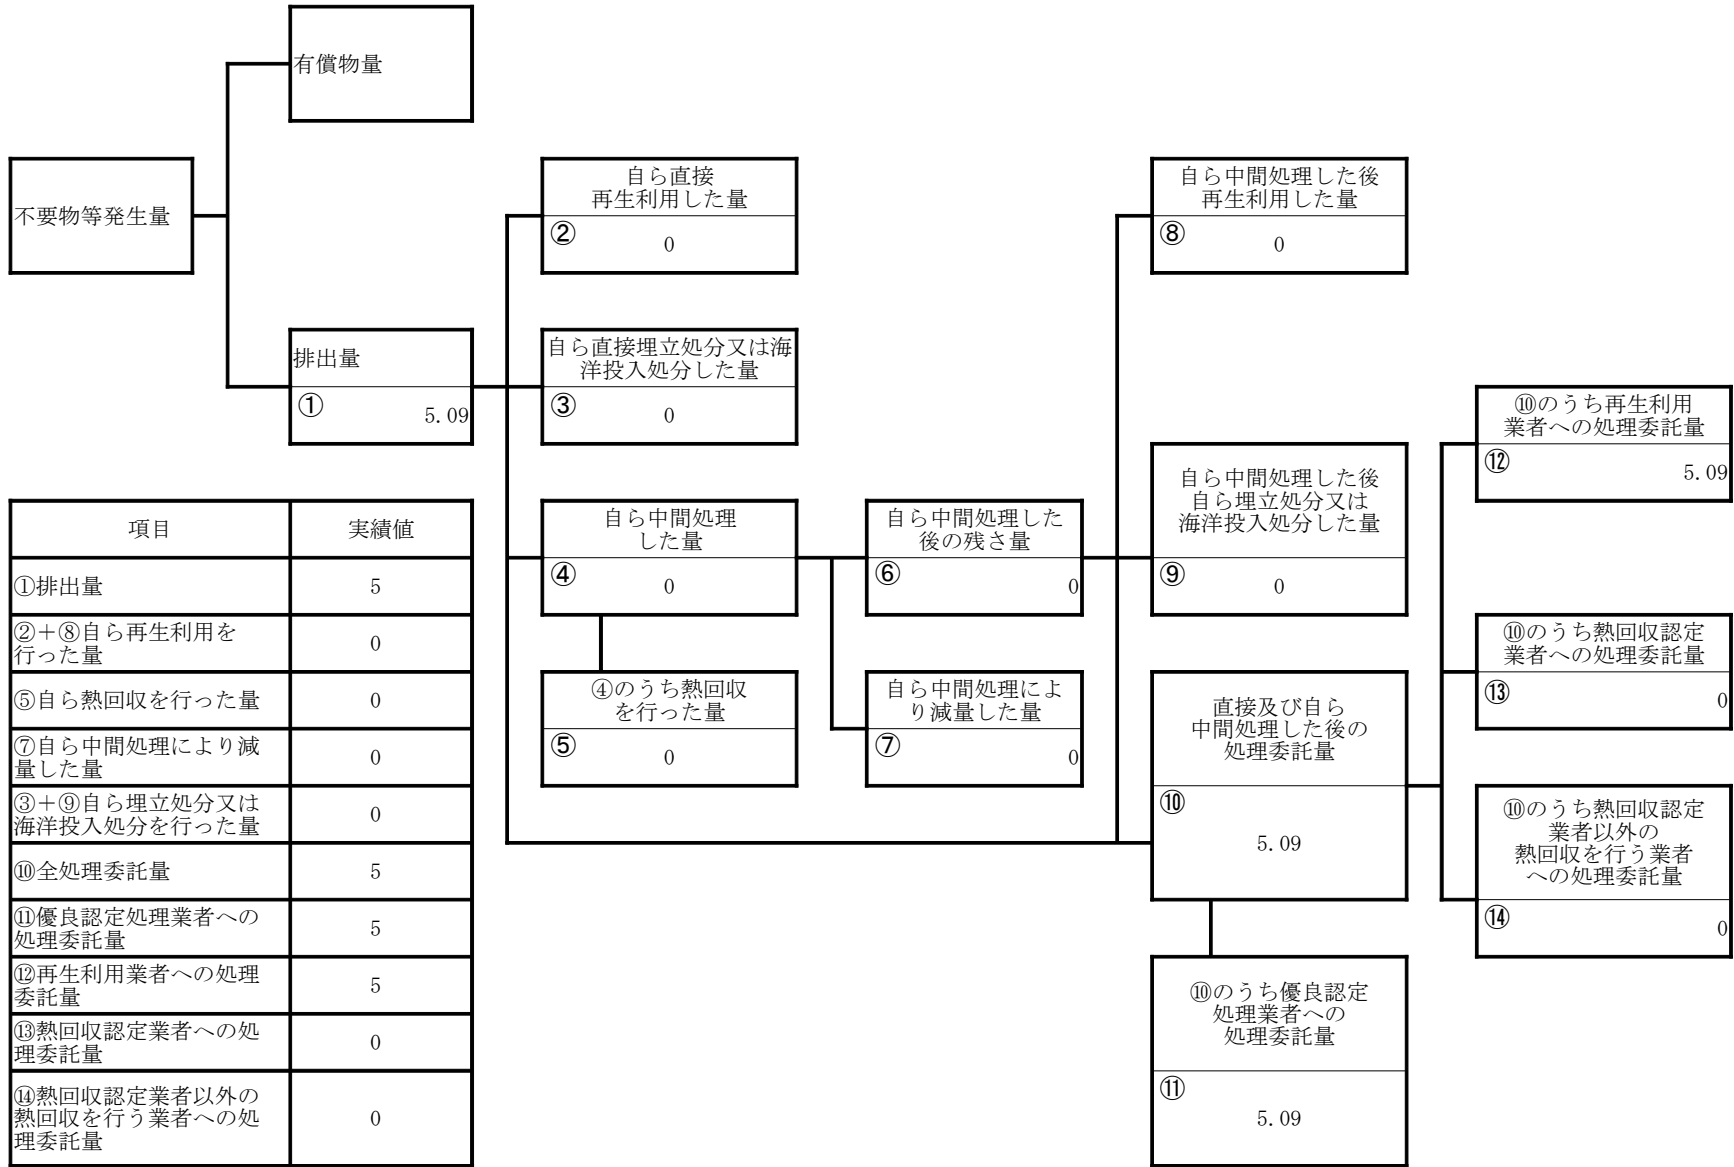 有償物量
不要物等発生量
自ら直接
再生利用した量
②
0
自ら中間処理した後
再生利用した量
⑧
0
排出量
①
5.09
自ら直接埋立処分又は海
洋投入処分した量
③
0
⑩のうち再生利用
業者への処理委託量
⑫
5.09
自ら中間処理
した量
④
0
自ら中間処理した
後の残さ量
⑥
0
自ら中間処理した後
自ら埋立処分又は
海洋投入処分した量
⑨
0
⑩のうち熱回収認定
業者への処理委託量
⑬
0
④のうち熱回収
を行った量
⑤
0
自ら中間処理によ
り減量した量
⑦
0
直接及び自ら
中間処理した後の
処理委託量
⑩
5.09
⑩のうち熱回収認定
業者以外の
熱回収を行う業者
への処理委託量
⑭
0
⑩のうち優良認定
処理業者への
処理委託量
⑪
5.09
項目 実績値
①排出量 5
②+⑧自ら再生利用を
行った量 0
⑤自ら熱回収を行った量 0
⑦自ら中間処理により減
量した量 0
③+⑨自ら埋立処分又は
海洋投入処分を行った量 0
⑩全処理委託量 5
⑪優良認定処理業者への
処理委託量 5
⑫再生利用業者への処理
委託量 5
⑬熱回収認定業者への処
理委託量 0
⑭熱回収認定業者以外の
熱回収を行う業者への処
理委託量 0